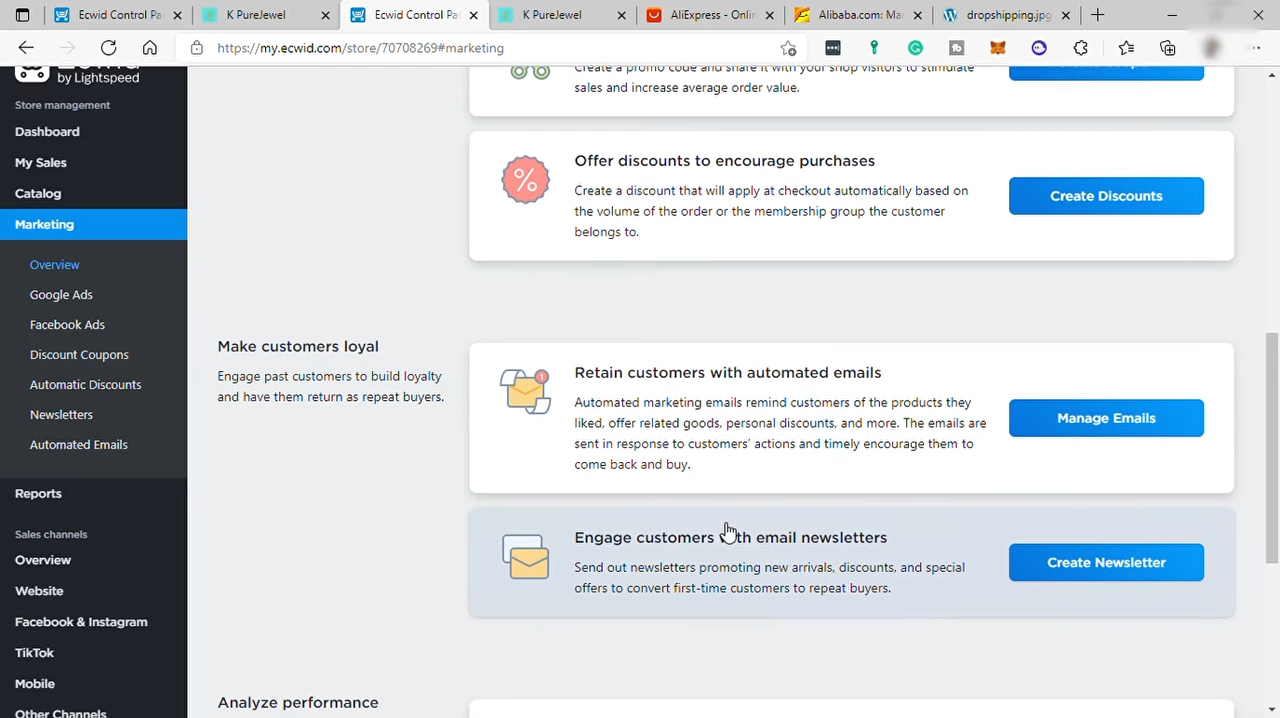 Ecwid Control Pa
K PureJewel
Ecwid Control Pa
K PureJewel
AliExpress - Onlin
Alibaba.com: Man
dropshipping.jpg
https://my.ecwid.com/store/70708269#marketing
by Lightspeed
Store management
Dashboard
My Sales
Catalog
Marketing
Overview
Google Ads
Facebook Ads
Discount Coupons
Automatic Discounts
Newsletters
Automated Emails
Reports
Sales channels
Overview
Website
Facebook & Instagram
TikTok
Mobile
Other Channels
Create a promo code and share it with your shop visitors to stimulate
sales and increase average order value.
Offer discounts to encourage purchases
Create a discount that will apply at checkout automatically based on
the volume of the order or the membership group the customer
belongs to.
Create Discounts
Make customers loyal
Engage past customers to build loyalty
and have them return as repeat buyers.
Retain customers with automated emails
Automated marketing emails remind customers of the products they
liked, offer related goods, personal discounts, and more. The emails are
sent in response to customers' actions and timely encourage them to
come back and buy.
Manage Emails
Engage customers with email newsletters
Send out newsletters promoting new arrivals, discounts, and special
offers to convert first-time customers to repeat buyers.
Create Newsletter
Analyze performance